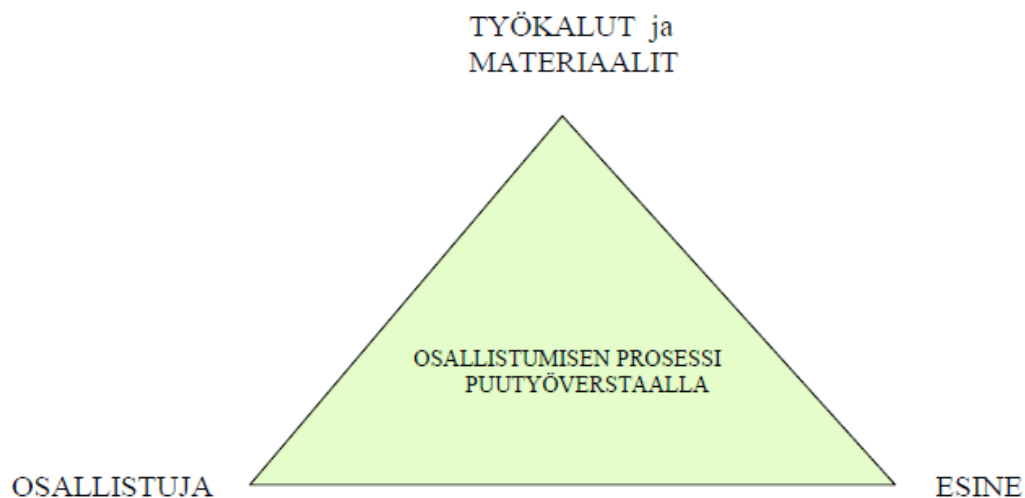 TYÖKALUT ja
MATERIAALIT
OSALLISTUMISEN PROSESSI
PUUTYÖVERSTAALLA
OSALLISTUJA
ESINE